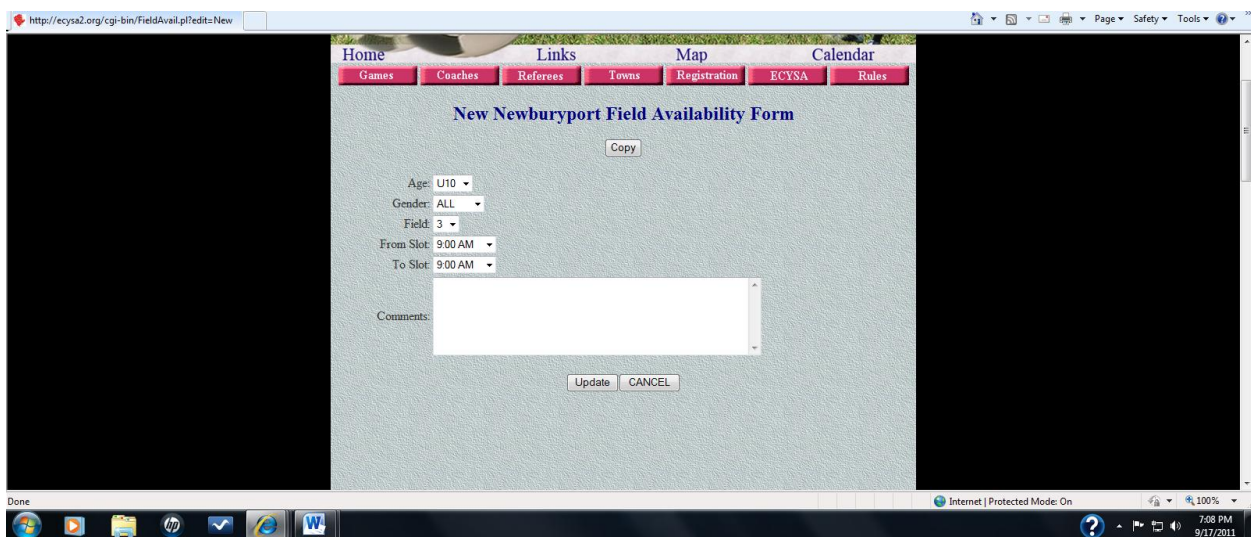 http://ecysa2.org/cgi-bin/FieldAvail.pl?edit=New
Page Safety Tools
Home Links Map Calendar
Games Coaches Referees Towns Registration ECYSA Rules
New Newburyport Field Availability Form
Copy
Age: U10
Gender: ALL
Field: 3
From Slot: 9:00 AM
To Slot: 9:00 AM
Comments:
Update CANCEL
Done Internet | Protected Mode: On 100%
hp W
7:08 PM
9/17/2011